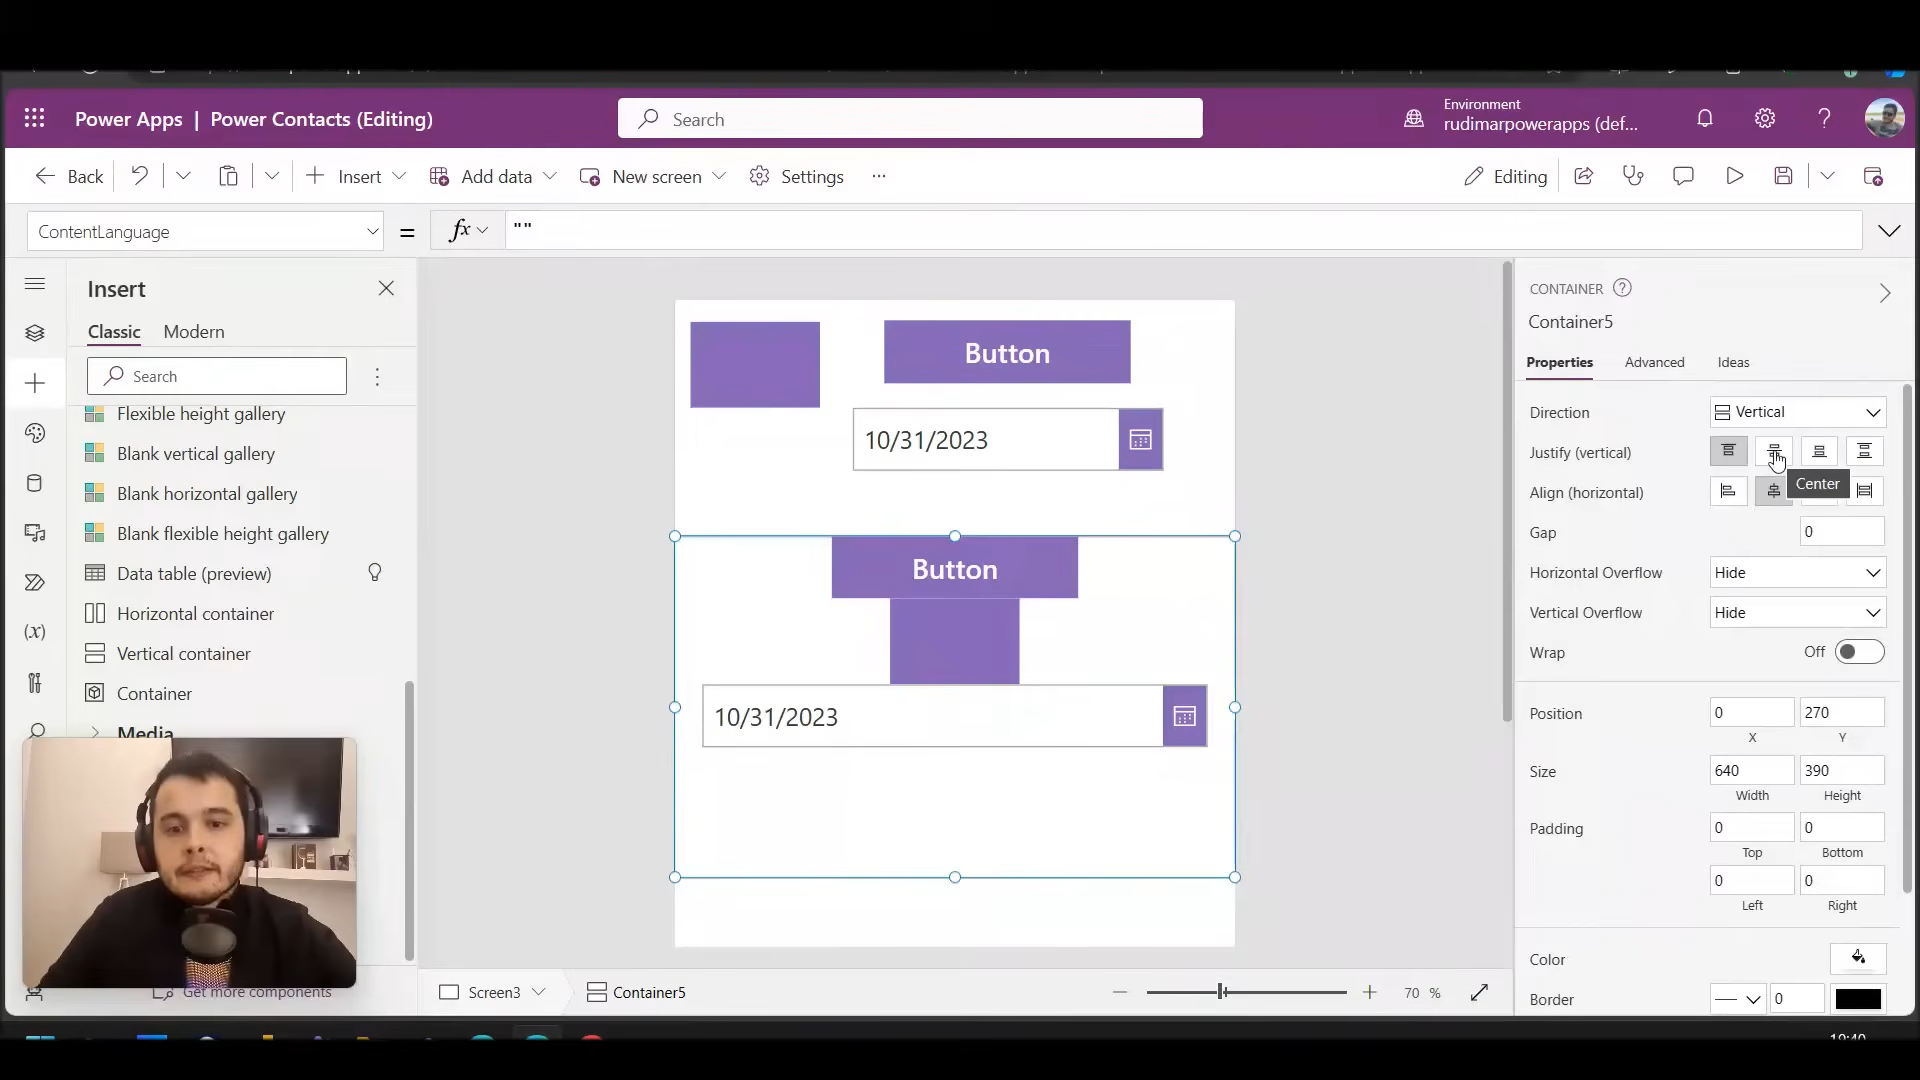 Power Apps | Power Contacts (Editing)
Search
Environment
rudimarpowerapps (def...
Back
Insert
Add data
New screen
Settings
...
Editing
ContentLanguage
=
fx
""
Insert
Classic
Modern
Search
Flexible height gallery
Blank vertical gallery
Blank horizontal gallery
Blank flexible height gallery
Data table (preview)
Horizontal container
Vertical container
Container
Media
Get more components
Button
10/31/2023
Button
10/31/2023
Screen3
Container5
70 %
CONTAINER
Container5
Properties
Advanced
Ideas
Direction
Vertical
Justify (vertical)
Center
Align (horizontal)
Gap
0
Horizontal Overflow
Hide
Vertical Overflow
Hide
Wrap
Off
Position
0
270
X
Y
Size
640
390
Width
Height
Padding
0
0
Top
Bottom
0
0
Left
Right
Color
Border
0